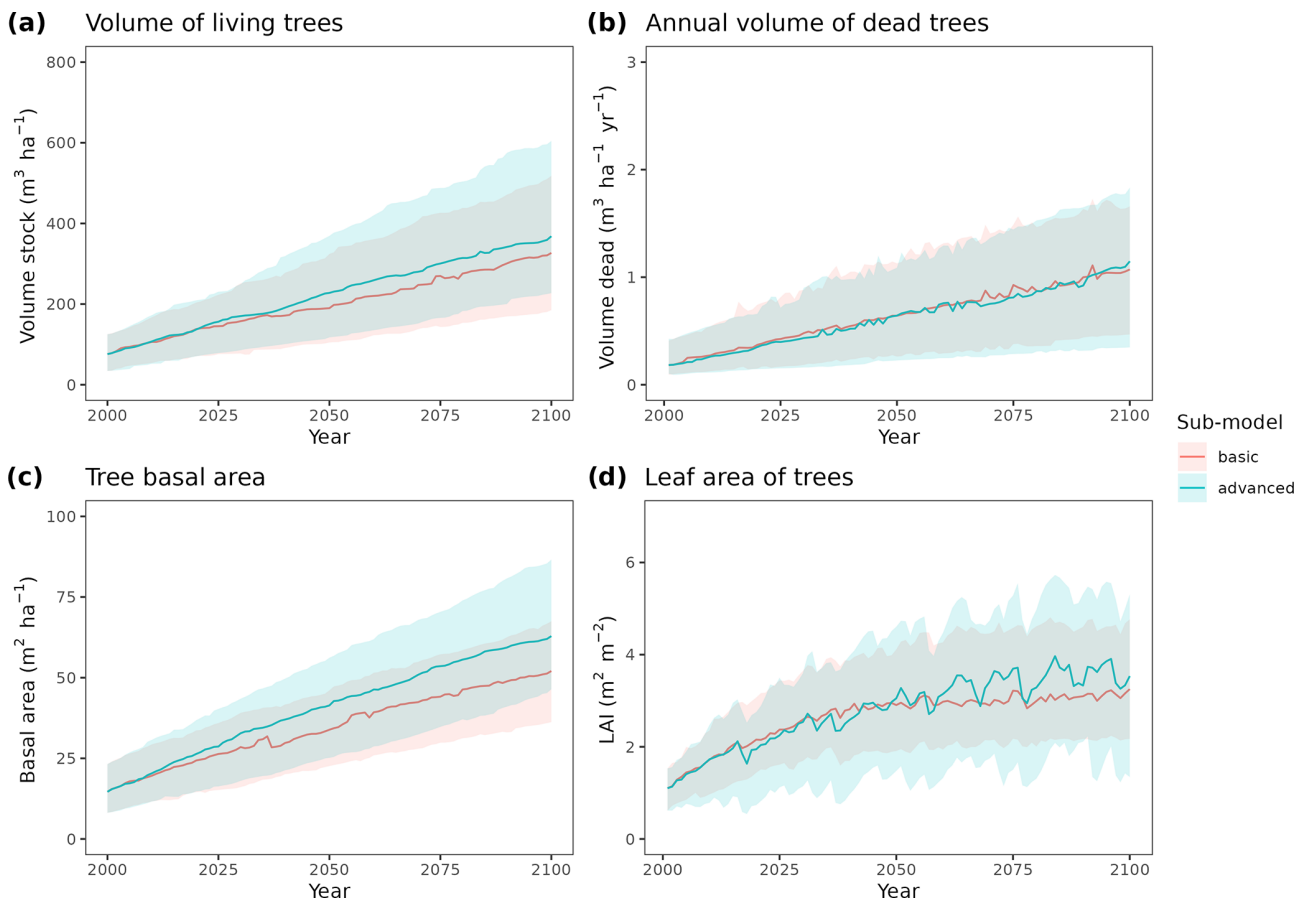 (a) Volume of living trees
800
600
400
200
0
Volume stock (m³ ha⁻¹)
2000 2025 2050 2075 2100
Year
(b) Annual volume of dead trees
3
2
1
0
Volume dead (m³ ha⁻¹ yr⁻¹)
2000 2025 2050 2075 2100
Year
(c) Tree basal area
100
75
50
25
0
Basal area (m² ha⁻¹)
2000 2025 2050 2075 2100
Year
(d) Leaf area of trees
6
4
2
0
LAI (m² m⁻²)
2000 2025 2050 2075 2100
Year
Sub-model
basic
advanced